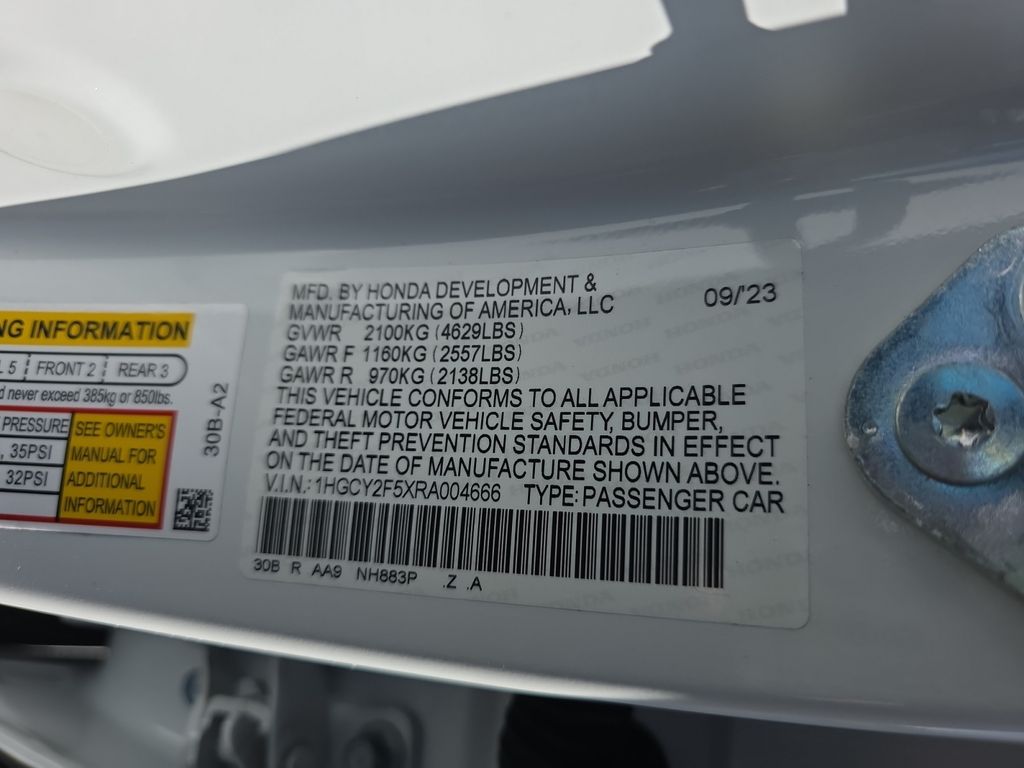 MFD. BY HONDA DEVELOPMENT &
MANUFACTURING OF AMERICA, LLC
09/'23
GVWR 2100KG (4629LBS)
GAWR F 1160KG (2557LBS)
GAWR R 970KG (2138LBS)
THIS VEHICLE CONFORMS TO ALL APPLICABLE
FEDERAL MOTOR VEHICLE SAFETY, BUMPER,
AND THEFT PREVENTION STANDARDS IN EFFECT
ON THE DATE OF MANUFACTURE SHOWN ABOVE.
V.I.N.: 1HGCY2F5XRA004666 TYPE: PASSENGER CAR
30B R AA9 NH883P .Z .A
INFORMATION
5 FRONT 2 REAR 3
never exceed 385kg or 850lbs.
PRESSURE
35PSI
32PSI
SEE OWNER'S
MANUAL FOR
ADDITIONAL
INFORMATION
30B-A2